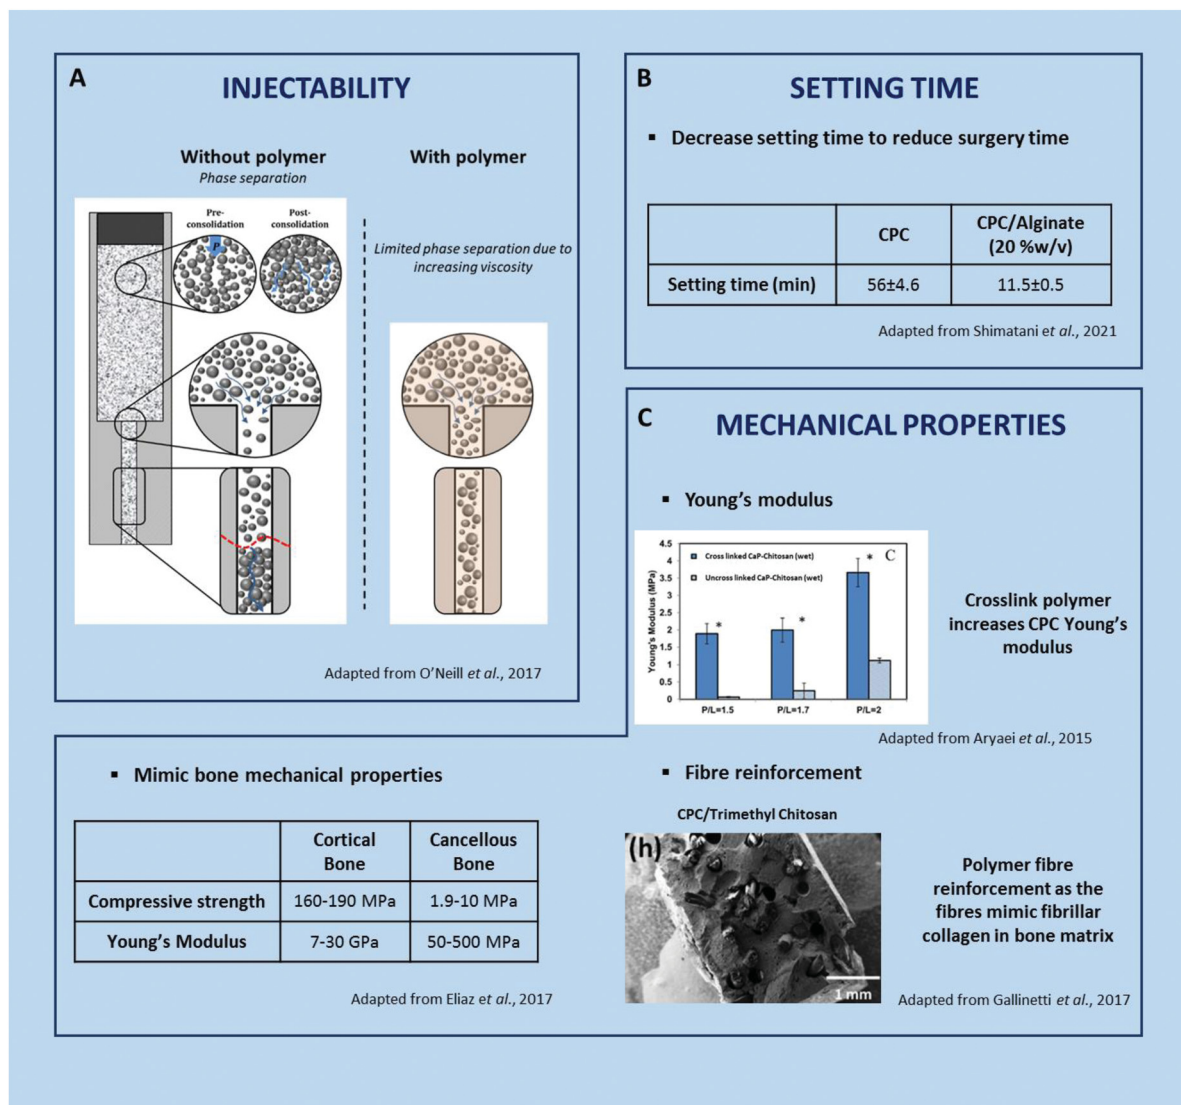 A
INJECTABILITY
Without polymer
Phase separation
With polymer
Pre-
consolidation
Post-
consolidation
P
Limited phase separation due to
increasing viscosity
Adapted from O'Neill et al., 2017
B
SETTING TIME
▪ Decrease setting time to reduce surgery time
CPC
CPC/Alginate
(20 %w/v)
Setting time (min)
56±4.6
11.5±0.5
Adapted from Shimatani et al., 2021
C
MECHANICAL PROPERTIES
▪ Young's modulus
Young's Modulus (MPa)
4.5
4
3.5
3
2.5
2
1.5
1
0.5
0
Cross linked CaP-Chitosan (wet)
Uncross linked CaP-Chitosan (wet)
C
*
*
*
P/L=1.5
P/L=1.7
P/L=2
Crosslink polymer
increases CPC Young's
modulus
Adapted from Aryaei et al., 2015
▪ Mimic bone mechanical properties
Cortical
Bone
Cancellous
Bone
Compressive strength
160-190 MPa
1.9-10 MPa
Young's Modulus
7-30 GPa
50-500 MPa
Adapted from Eliaz et al., 2017
▪ Fibre reinforcement
CPC/Trimethyl Chitosan
(h)
1 mm
Polymer fibre
reinforcement as the
fibres mimic fibrillar
collagen in bone matrix
Adapted from Gallinetti et al., 2017